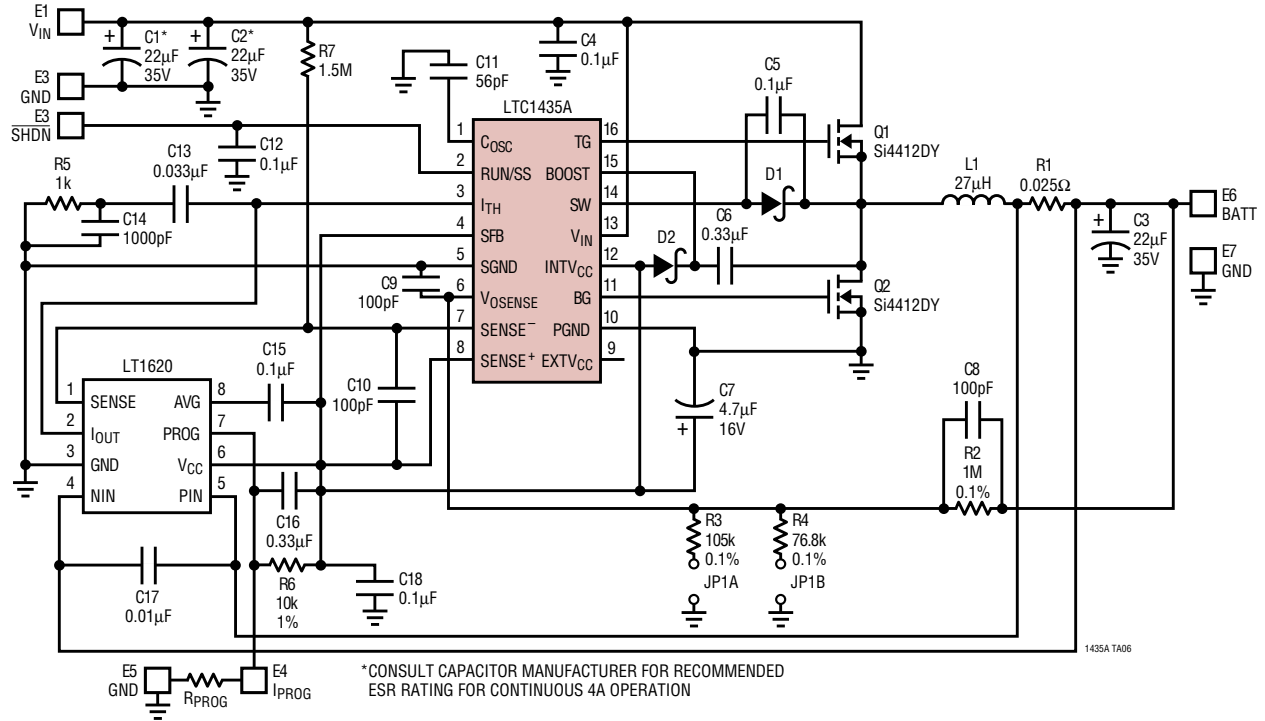 E1
VIN
C1*
22µF
35V
+
C2*
22µF
35V
+
R7
1.5M
C4
0.1µF
C11
56pF
C5
0.1µF
E3
GND
E3
SHDN
C12
0.1µF
LTC1435A
1
COSC
2
RUN/SS
3
ITH
4
SFB
5
SGND
6
VOSENSE
7
SENSE–
8
SENSE+
16
TG
15
BOOST
14
SW
13
VIN
12
INTVCC
11
BG
10
PGND
9
EXTVCC
Q1
Si4412DY
D1
L1
27µH
R1
0.025Ω
E6
BATT
+
C3
22µF
35V
E7
GND
R5
1k
C13
0.033µF
C14
1000pF
D2
C6
0.33µF
Q2
Si4412DY
C9
100pF
C15
0.1µF
C10
100pF
C7
4.7µF
16V
+
C8
100pF
R2
1M
0.1%
LT1620
1
SENSE
2
IOUT
3
GND
4
NIN
8
AVG
7
PROG
6
VCC
5
PIN
C16
0.33µF
R3
105k
0.1%
JP1A
R4
76.8k
0.1%
JP1B
C17
0.01µF
R6
10k
1%
C18
0.1µF
E5
GND
RPROG
E4
IPROG
*CONSULT CAPACITOR MANUFACTURER FOR RECOMMENDED
ESR RATING FOR CONTINUOUS 4A OPERATION
1435A TA06